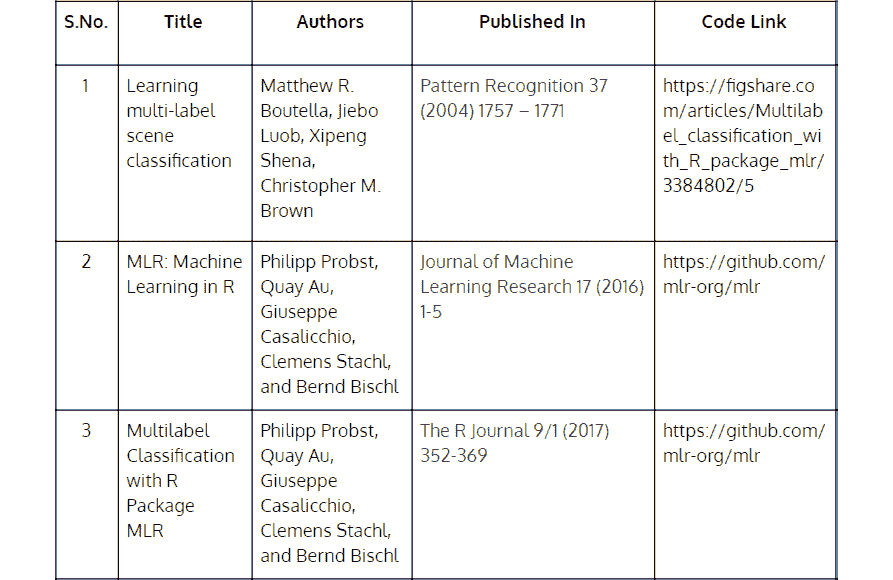 S.No. Title Authors Published In Code Link
1
Learning
multi-label
scene
classification
Matthew R.
Boutella, Jiebo
Luob, Xipeng
Shena,
Christopher M.
Brown
Pattern Recognition 37
(2004) 1757 – 1771
https://figshare.co
m/articles/Multilab
el_classification_wi
th_R_package_mlr/
3384802/5
2
MLR: Machine
Learning in R
Philipp Probst,
Quay Au,
Giuseppe
Casalicchio,
Clemens Stachl,
and Bernd Bischl
Journal of Machine
Learning Research 17 (2016)
1-5
https://github.com/
mlr-org/mlr
3
Multilabel
Classification
with R
Package
MLR
Philipp Probst,
Quay Au,
Giuseppe
Casalicchio,
Clemens Stachl,
and Bernd Bischl
The R Journal 9/1 (2017)
352-369
https://github.com/
mlr-org/mlr